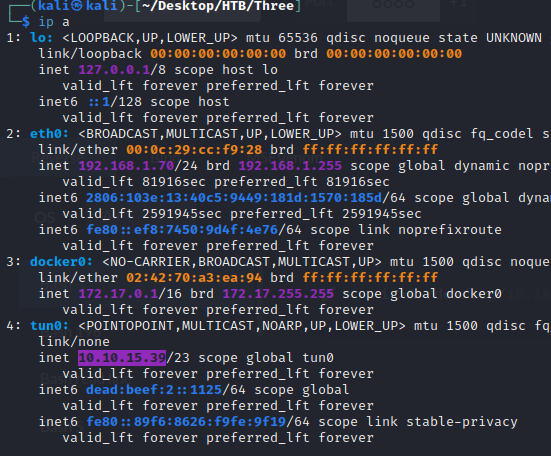 ┌──(kali㉿kali)-[~/Desktop/HTB/Three]
└─$ ip a
1: lo: <LOOPBACK,UP,LOWER_UP> mtu 65536 qdisc noqueue state UNKNOWN
link/loopback 00:00:00:00:00:00 brd 00:00:00:00:00:00
inet 127.0.0.1/8 scope host lo
valid_lft forever preferred_lft forever
inet6 ::1/128 scope host
valid_lft forever preferred_lft forever
2: eth0: <BROADCAST,MULTICAST,UP,LOWER_UP> mtu 1500 qdisc fq_codel s
link/ether 00:0c:29:cc:f9:28 brd ff:ff:ff:ff:ff:ff
inet 192.168.1.70/24 brd 192.168.1.255 scope global dynamic nopr
valid_lft 81916sec preferred_lft 81916sec
inet6 2806:103e:13:40c5:9449:181d:1570:185d/64 scope global dyna
valid_lft 2591945sec preferred_lft 2591945sec
inet6 fe80::ef8:7450:9d4f:4e76/64 scope link noprefixroute
valid_lft forever preferred_lft forever
3: docker0: <NO-CARRIER,BROADCAST,MULTICAST,UP> mtu 1500 qdisc noque
link/ether 02:42:70:a3:ea:94 brd ff:ff:ff:ff:ff:ff
inet 172.17.0.1/16 brd 172.17.255.255 scope global docker0
valid_lft forever preferred_lft forever
4: tun0: <POINTOPOINT,MULTICAST,NOARP,UP,LOWER_UP> mtu 1500 qdisc fq
link/none
inet 10.10.15.39/23 scope global tun0
valid_lft forever preferred_lft forever
inet6 dead:beef:2::1125/64 scope global
valid_lft forever preferred_lft forever
inet6 fe80::89f6:8626:f9fe:9f19/64 scope link stable-privacy
valid_lft forever preferred_lft forever